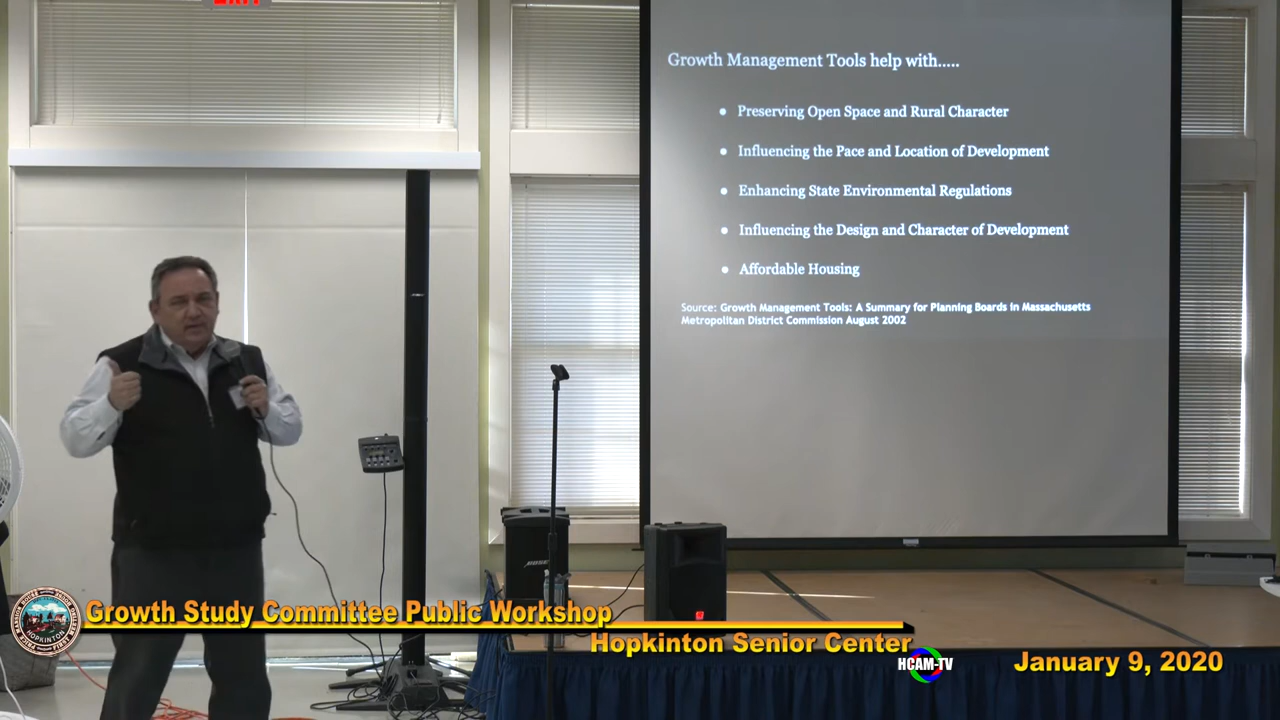 EXIT
Growth Management Tools help with.....
• Preserving Open Space and Rural Character
• Influencing the Pace and Location of Development
• Enhancing State Environmental Regulations
• Influencing the Design and Character of Development
• Affordable Housing
Source: Growth Management Tools: A Summary for Planning Boards in Massachusetts
Metropolitan District Commission August 2002
BOSE
HOPKINTON
Growth Study Committee Public Workshop
Hopkinton Senior Center
HCAM-TV
January 9, 2020